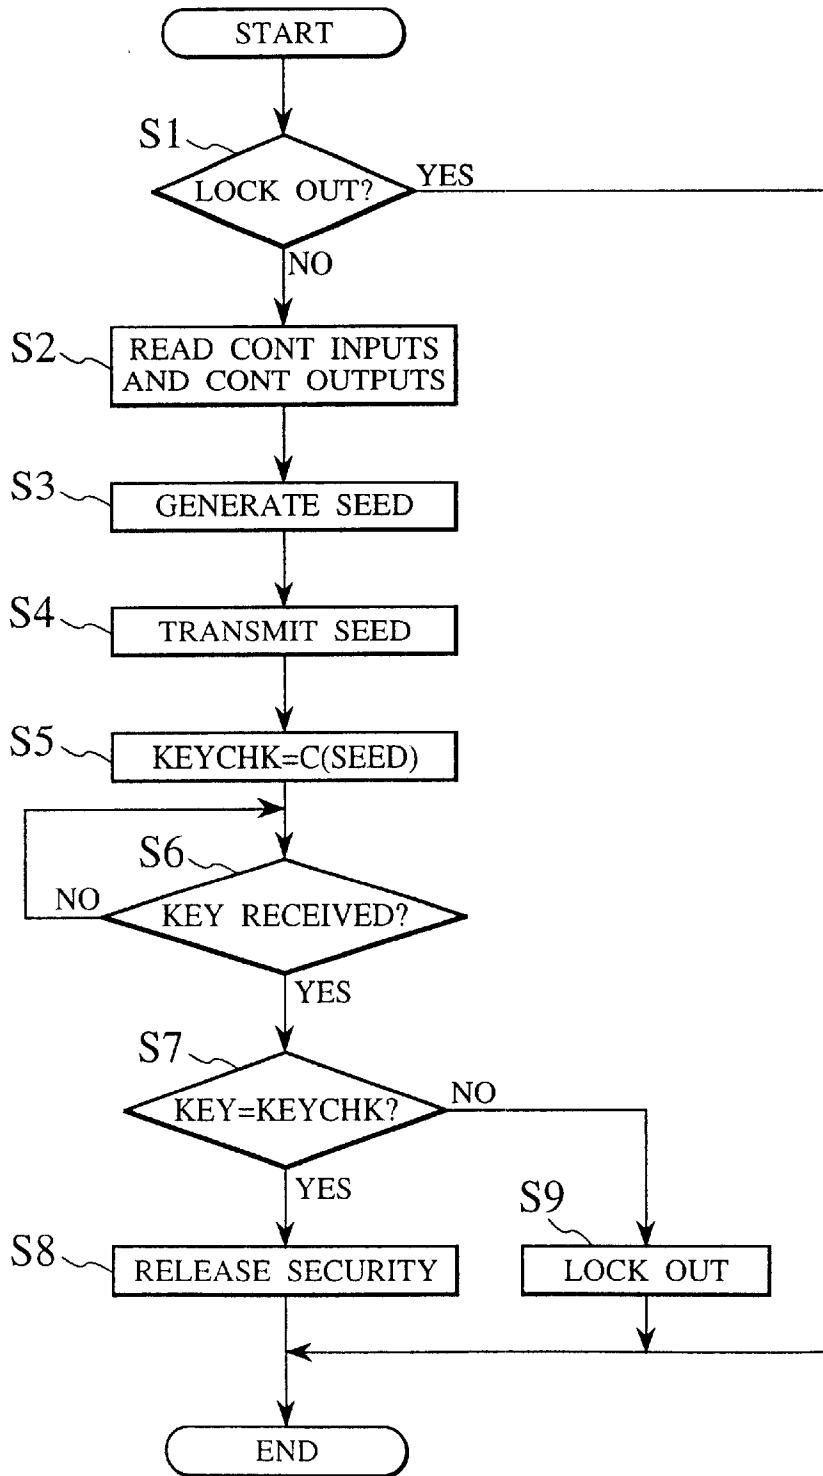 START
S1
LOCK OUT?
YES
NO
S2
READ CONT INPUTS
AND CONT OUTPUTS
S3
GENERATE SEED
S4
TRANSMIT SEED
S5
KEYCHK=C(SEED)
S6
NO
KEY RECEIVED?
YES
S7
KEY=KEYCHK?
NO
YES
S9
S8
RELEASE SECURITY
LOCK OUT
END